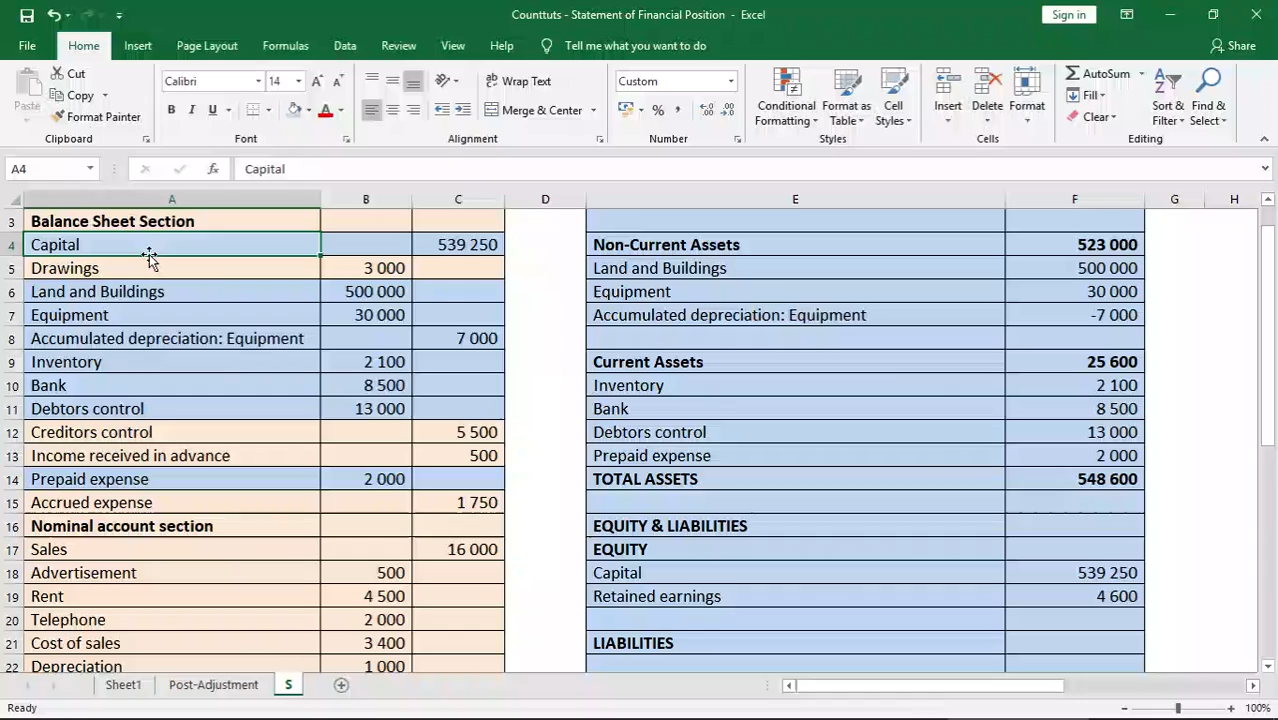 Counttuts - Statement of Financial Position - Excel
Sign in
File Home Insert Page Layout Formulas Data Review View Help Tell me what you want to do Share
Paste
Cut
Copy
Format Painter
Clipboard
Calibri 14
B I U
Font
Wrap Text
Merge & Center
Alignment
Custom
%
Number
Conditional Formatting
Format as Table
Cell Styles
Styles
Insert
Delete
Format
Cells
AutoSum
Fill
Clear
Sort & Filter
Find & Select
Editing
A4 fx Capital
A B C D E F G H
3 Balance Sheet Section
4 Capital 539 250 Non-Current Assets 523 000
5 Drawings 3 000 Land and Buildings 500 000
6 Land and Buildings 500 000 Equipment 30 000
7 Equipment 30 000 Accumulated depreciation: Equipment -7 000
8 Accumulated depreciation: Equipment 7 000
9 Inventory 2 100 Current Assets 25 600
10 Bank 8 500 Inventory 2 100
11 Debtors control 13 000 Bank 8 500
12 Creditors control 5 500 Debtors control 13 000
13 Income received in advance 500 Prepaid expense 2 000
14 Prepaid expense 2 000 TOTAL ASSETS 548 600
15 Accrued expense 1 750
16 Nominal account section EQUITY & LIABILITIES
17 Sales 16 000 EQUITY
18 Advertisement 500 Capital 539 250
19 Rent 4 500 Retained earnings 4 600
20 Telephone 2 000
21 Cost of sales 3 400 LIABILITIES
22 Depreciation 1 000
Sheet1 Post-Adjustment S
Ready 100%